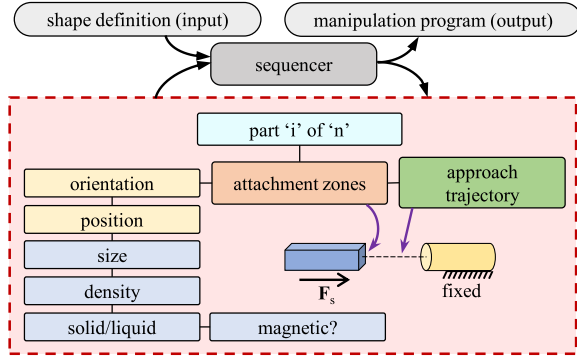 shape definition (input)
manipulation program (output)
sequencer
part ‘i’ of ‘n’
orientation
attachment zones
approach
trajectory
position
size
density
solid/liquid
magnetic?
Fs
fixed